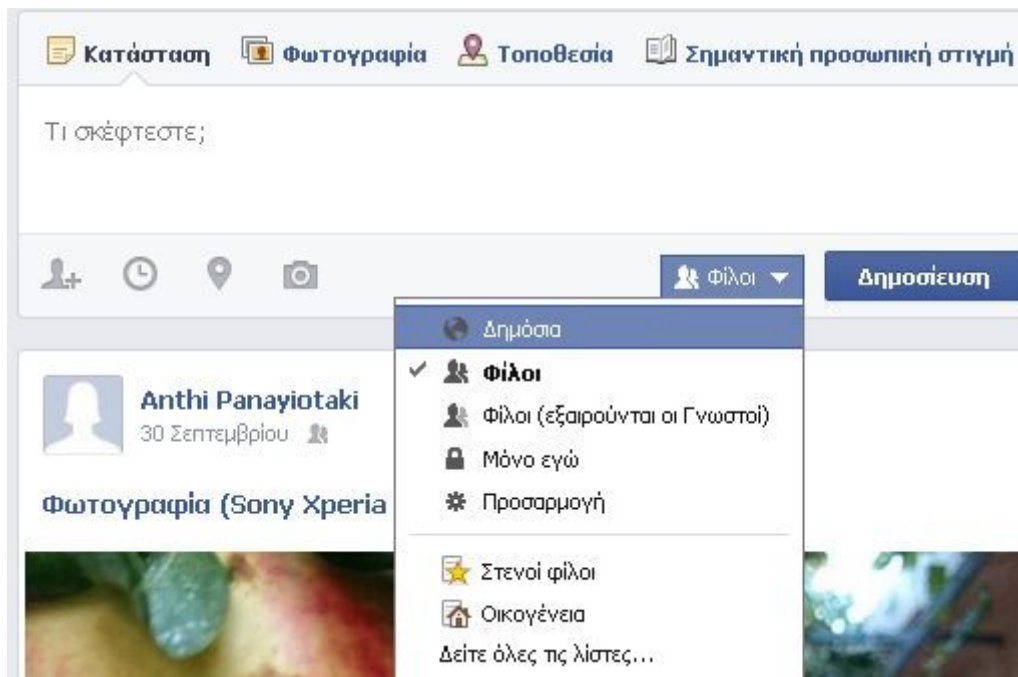 Κατάσταση Φωτογραφία Τοποθεσία Σημαντική προσωπική στιγμή
Τι σκέφτεστε;
Φίλοι Δημοσίευση
Δημόσια
Φίλοι
Φίλοι (εξαιρούνται οι Γνωστοί)
Μόνο εγώ
Προσαρμογή
Στενοί φίλοι
Οικογένεια
Δείτε όλες τις λίστες...
Anthi Panayiotaki
30 Σεπτεμβρίου
Φωτογραφία (Sony Xperia